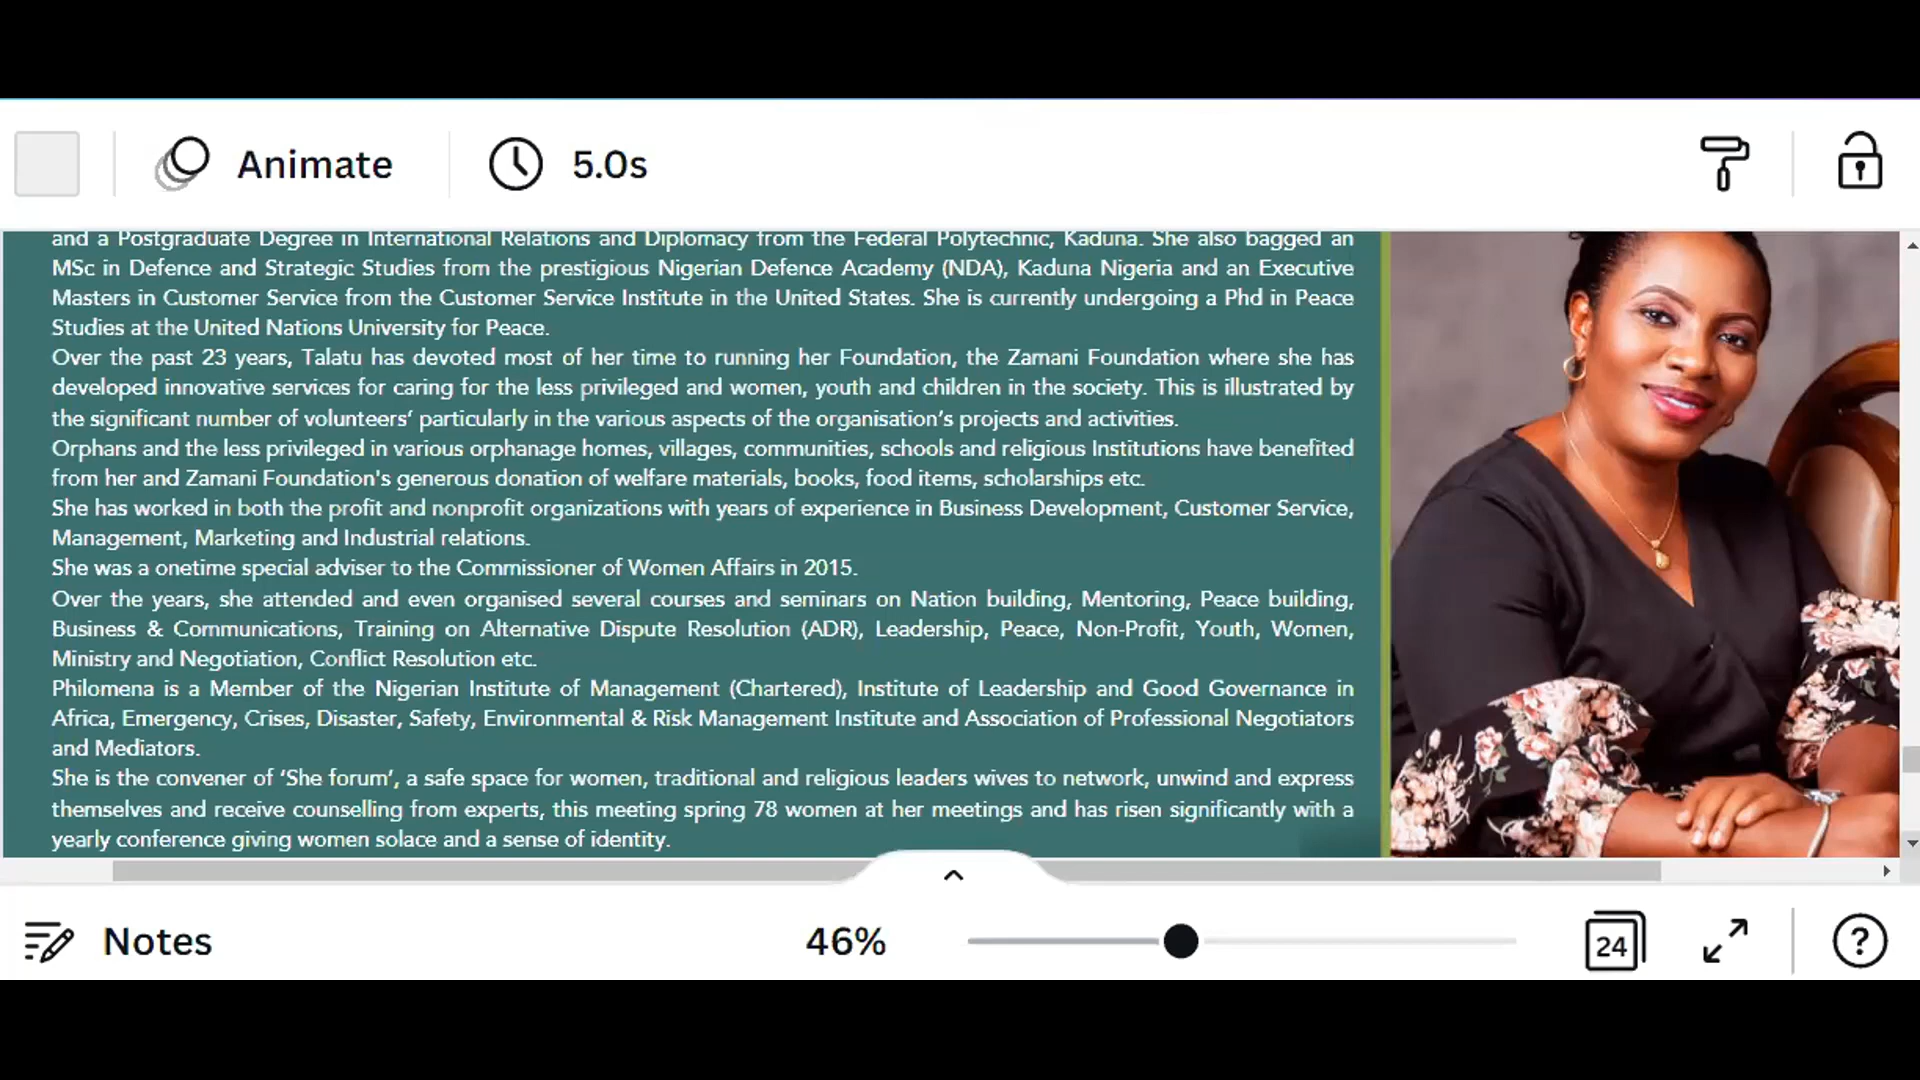 Animate
5.0s
and a Postgraduate Degree in International Relations and Diplomacy from the Federal Polytechnic, Kaduna. She also bagged an
MSc in Defence and Strategic Studies from the prestigious Nigerian Defence Academy (NDA), Kaduna Nigeria and an Executive
Masters in Customer Service from the Customer Service Institute in the United States. She is currently undergoing a Phd in Peace
Studies at the United Nations University for Peace.
Over the past 23 years, Talatu has devoted most of her time to running her Foundation, the Zamani Foundation where she has
developed innovative services for caring for the less privileged and women, youth and children in the society. This is illustrated by
the significant number of volunteers‘ particularly in the various aspects of the organisation’s projects and activities.
Orphans and the less privileged in various orphanage homes, villages, communities, schools and religious Institutions have benefited
from her and Zamani Foundation's generous donation of welfare materials, books, food items, scholarships etc.
She has worked in both the profit and nonprofit organizations with years of experience in Business Development, Customer Service,
Management, Marketing and Industrial relations.
She was a onetime special adviser to the Commissioner of Women Affairs in 2015.
Over the years, she attended and even organised several courses and seminars on Nation building, Mentoring, Peace building,
Business & Communications, Training on Alternative Dispute Resolution (ADR), Leadership, Peace, Non-Profit, Youth, Women,
Ministry and Negotiation, Conflict Resolution etc.
Philomena is a Member of the Nigerian Institute of Management (Chartered), Institute of Leadership and Good Governance in
Africa, Emergency, Crises, Disaster, Safety, Environmental & Risk Management Institute and Association of Professional Negotiators
and Mediators.
She is the convener of ‘She forum’, a safe space for women, traditional and religious leaders wives to network, unwind and express
themselves and receive counselling from experts, this meeting spring 78 women at her meetings and has risen significantly with a
yearly conference giving women solace and a sense of identity.
Notes
46%
24
?